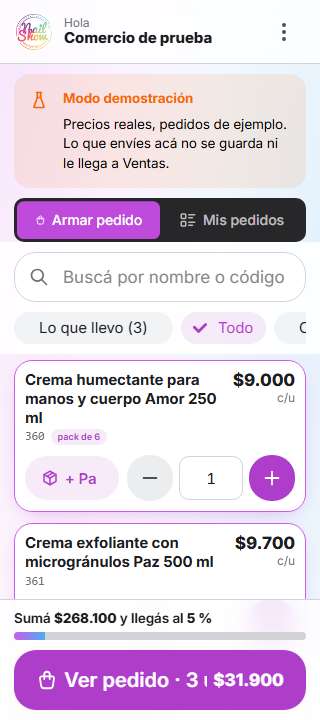 Nail
Show
Hola
Comercio de prueba
Modo demostración
Precios reales, pedidos de ejemplo.
Lo que envíes acá no se guarda ni
le llega a Ventas.
Armar pedido
Mis pedidos
Buscá por nombre o código
Lo que llevo (3)
Todo
Crema humectante para
manos y cuerpo Amor 250
ml
$9.000
c/u
360
pack de 6
+ Pa
1
Crema exfoliante con
microgránulos Paz 500 ml
$9.700
c/u
361
Sumá $268.100 y llegás al 5 %
Ver pedido · 3
$31.900